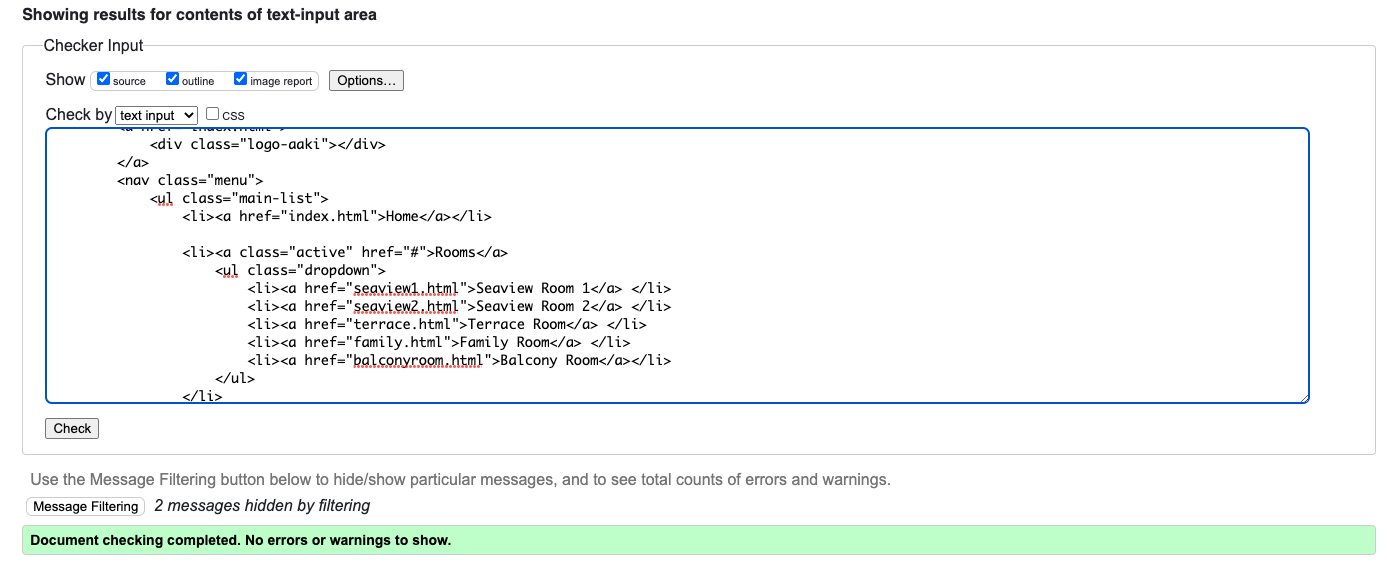 Showing results for contents of text-input area
Checker Input
Show source outline image report Options...
Check by text input css
<a href="index.html">
<div class="logo-aaki"></div>
</a>
<nav class="menu">
<ul class="main-list">
<li><a href="index.html">Home</a></li>
<li><a class="active" href="#">Rooms</a>
<ul class="dropdown">
<li><a href="seaview1.html">Seaview Room 1</a> </li>
<li><a href="seaview2.html">Seaview Room 2</a> </li>
<li><a href="terrace.html">Terrace Room</a> </li>
<li><a href="family.html">Family Room</a> </li>
<li><a href="balconyroom.html">Balcony Room</a></li>
</ul>
</li>
Check
Use the Message Filtering button below to hide/show particular messages, and to see total counts of errors and warnings.
Message Filtering 2 messages hidden by filtering
Document checking completed. No errors or warnings to show.